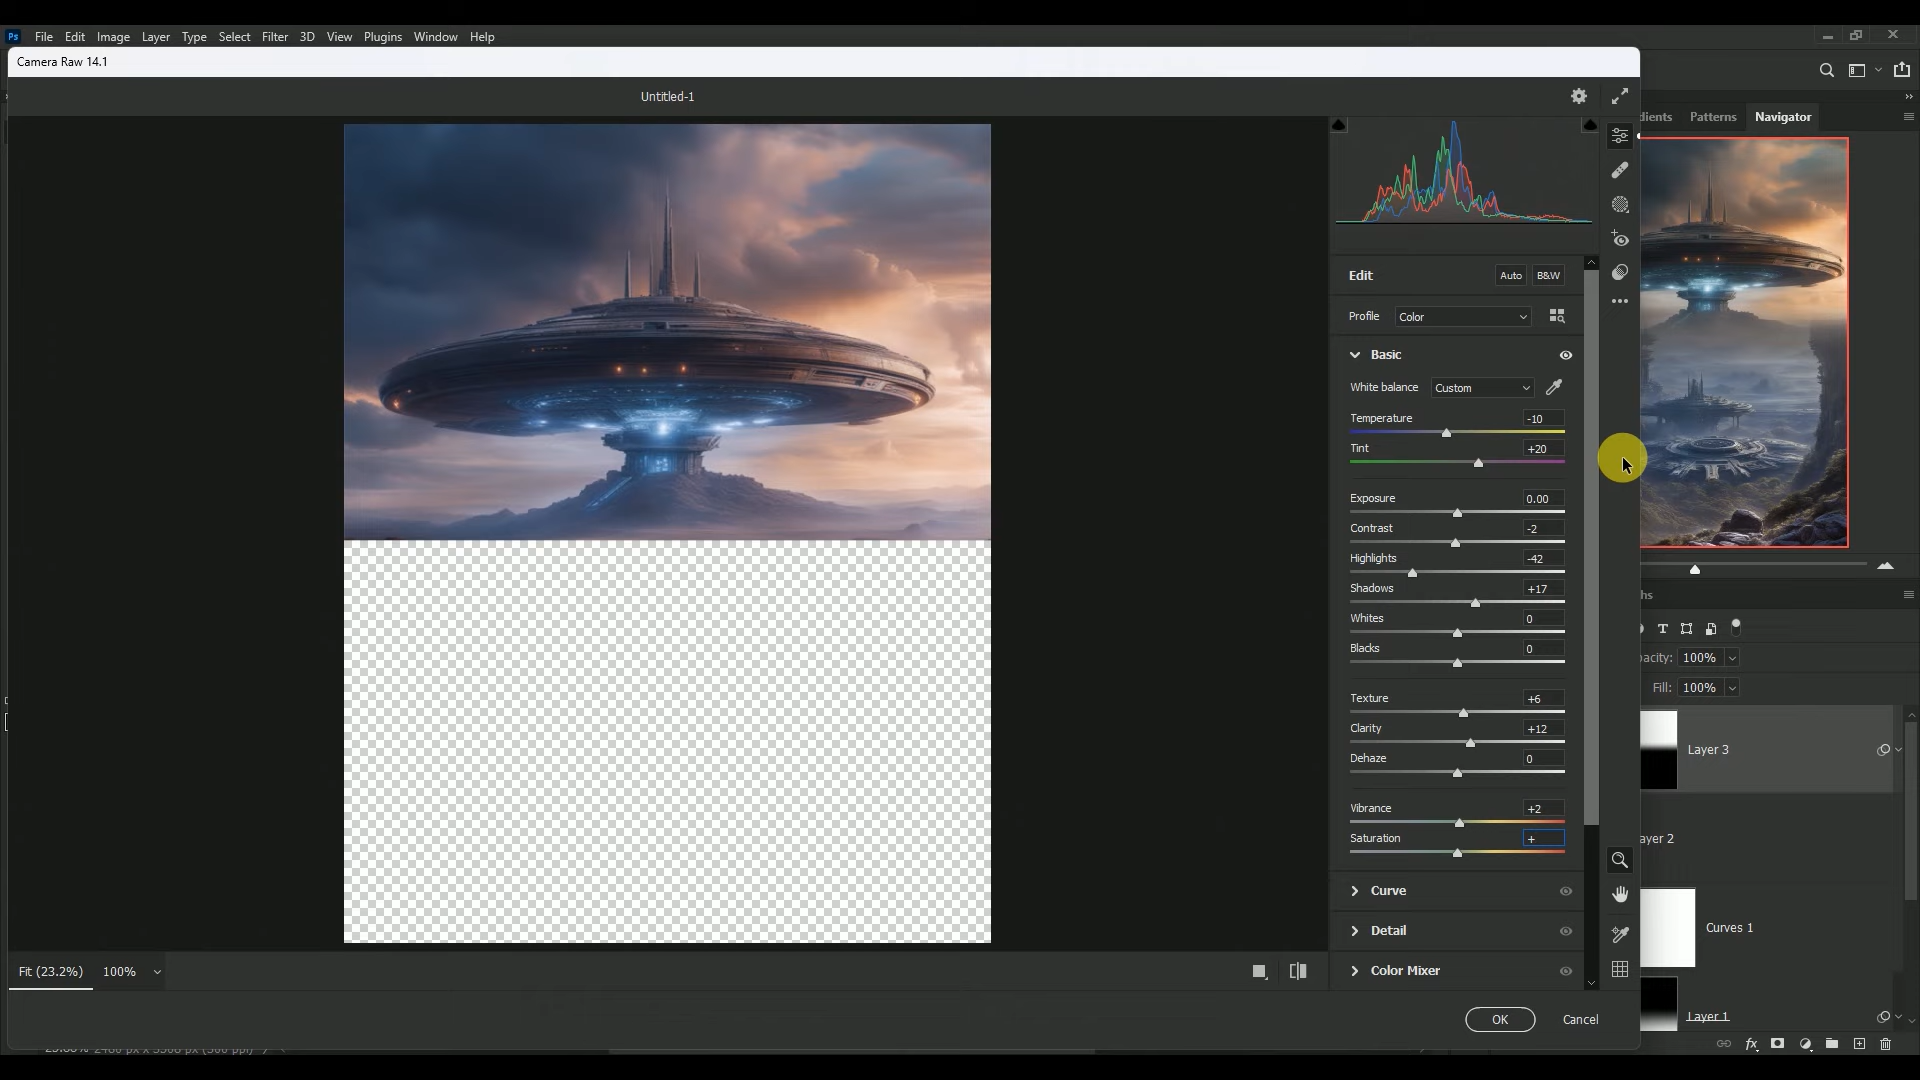 Ps File Edit Image Layer Type Select Filter 3D View Plugins Window Help
Camera Raw 14.1
Untitled-1
dients Patterns Navigator
Edit Auto B&W
Profile Color
Basic
White balance Custom
Temperature -10
Tint +20
Exposure 0.00
Contrast -2
Highlights -42
Shadows +17
Whites 0
Blacks 0
Texture +6
Clarity +12
Dehaze 0
Vibrance +2
Saturation +
Curve
Detail
Color Mixer
hs
pacity: 100%
Fill: 100%
Layer 3
ayer 2
Curves 1
Layer 1
fx
Fit (23.2%) 100%
OK Cancel